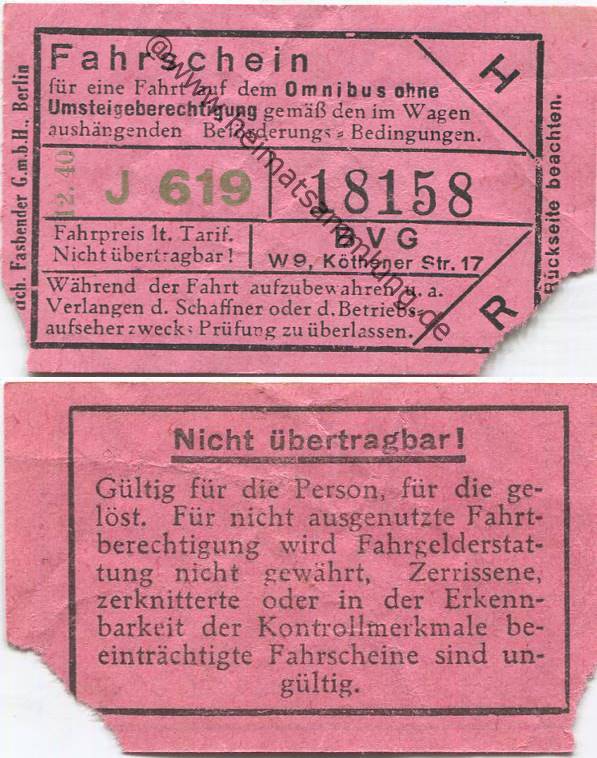 Fahrschein
für eine Fahrt auf dem Omnibus ohne
Umsteigeberechtigung gemäß den im Wagen
aushängenden Beförderungs=Bedingungen.
H
12.40
J 619
18158
Fahrpreis lt. Tarif.
Nicht übertragbar!
BVG
W9, Köthener Str. 17
Während der Fahrt aufzubewahren u. a.
Verlangen d. Schaffner oder d. Betriebs-
aufseher zwecks Prüfung zu überlassen.
R
Fasbender G.m.b.H., Berlin
Rückseite beachten.
@www.heimatsammlung.de
Nicht übertragbar!
Gültig für die Person, für die ge-
löst. Für nicht ausgenutzte Fahrt-
berechtigung wird Fahrgelderstat-
tung nicht gewährt, Zerrissene,
zerknitterte oder in der Erkenn-
barkeit der Kontrollmerkmale be-
einträchtigte Fahrscheine sind un-
gültig.